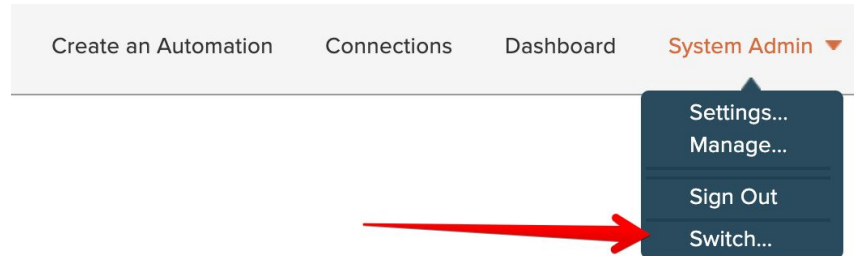 Create an Automation Connections Dashboard System Admin
Settings...
Manage...
Sign Out
Switch...